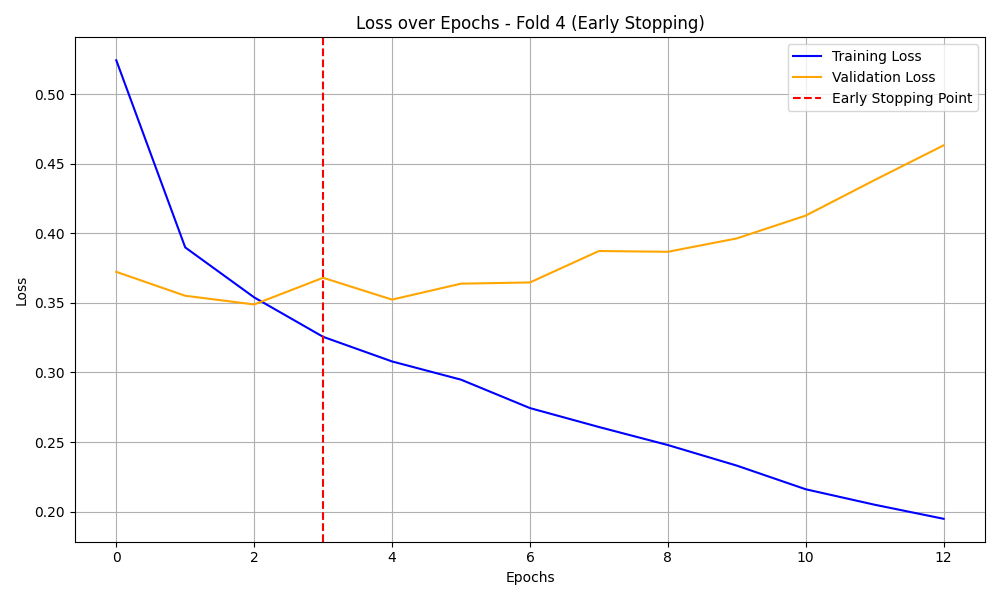 Loss over Epochs - Fold 4 (Early Stopping)
Training Loss
Validation Loss
Early Stopping Point
Loss
0.50
0.45
0.40
0.35
0.30
0.25
0.20
0 2 4 6 8 10 12
Epochs